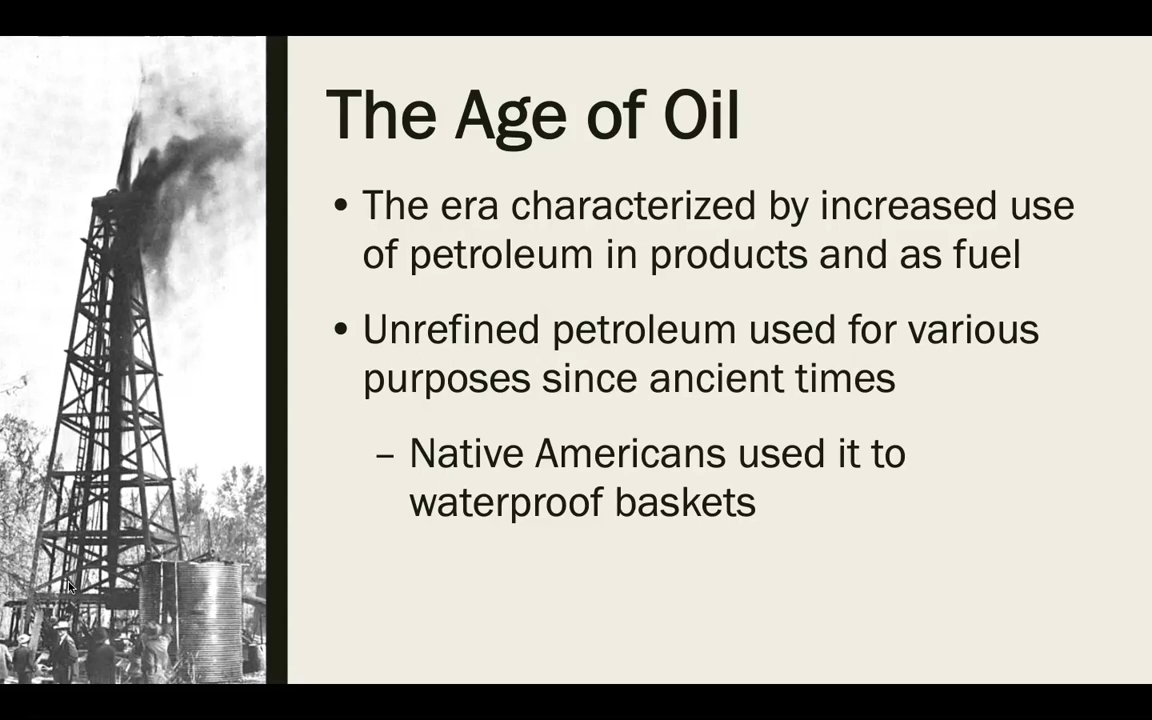 The Age of Oil
• The era characterized by increased use
of petroleum in products and as fuel
• Unrefined petroleum used for various
purposes since ancient times
– Native Americans used it to
waterproof baskets